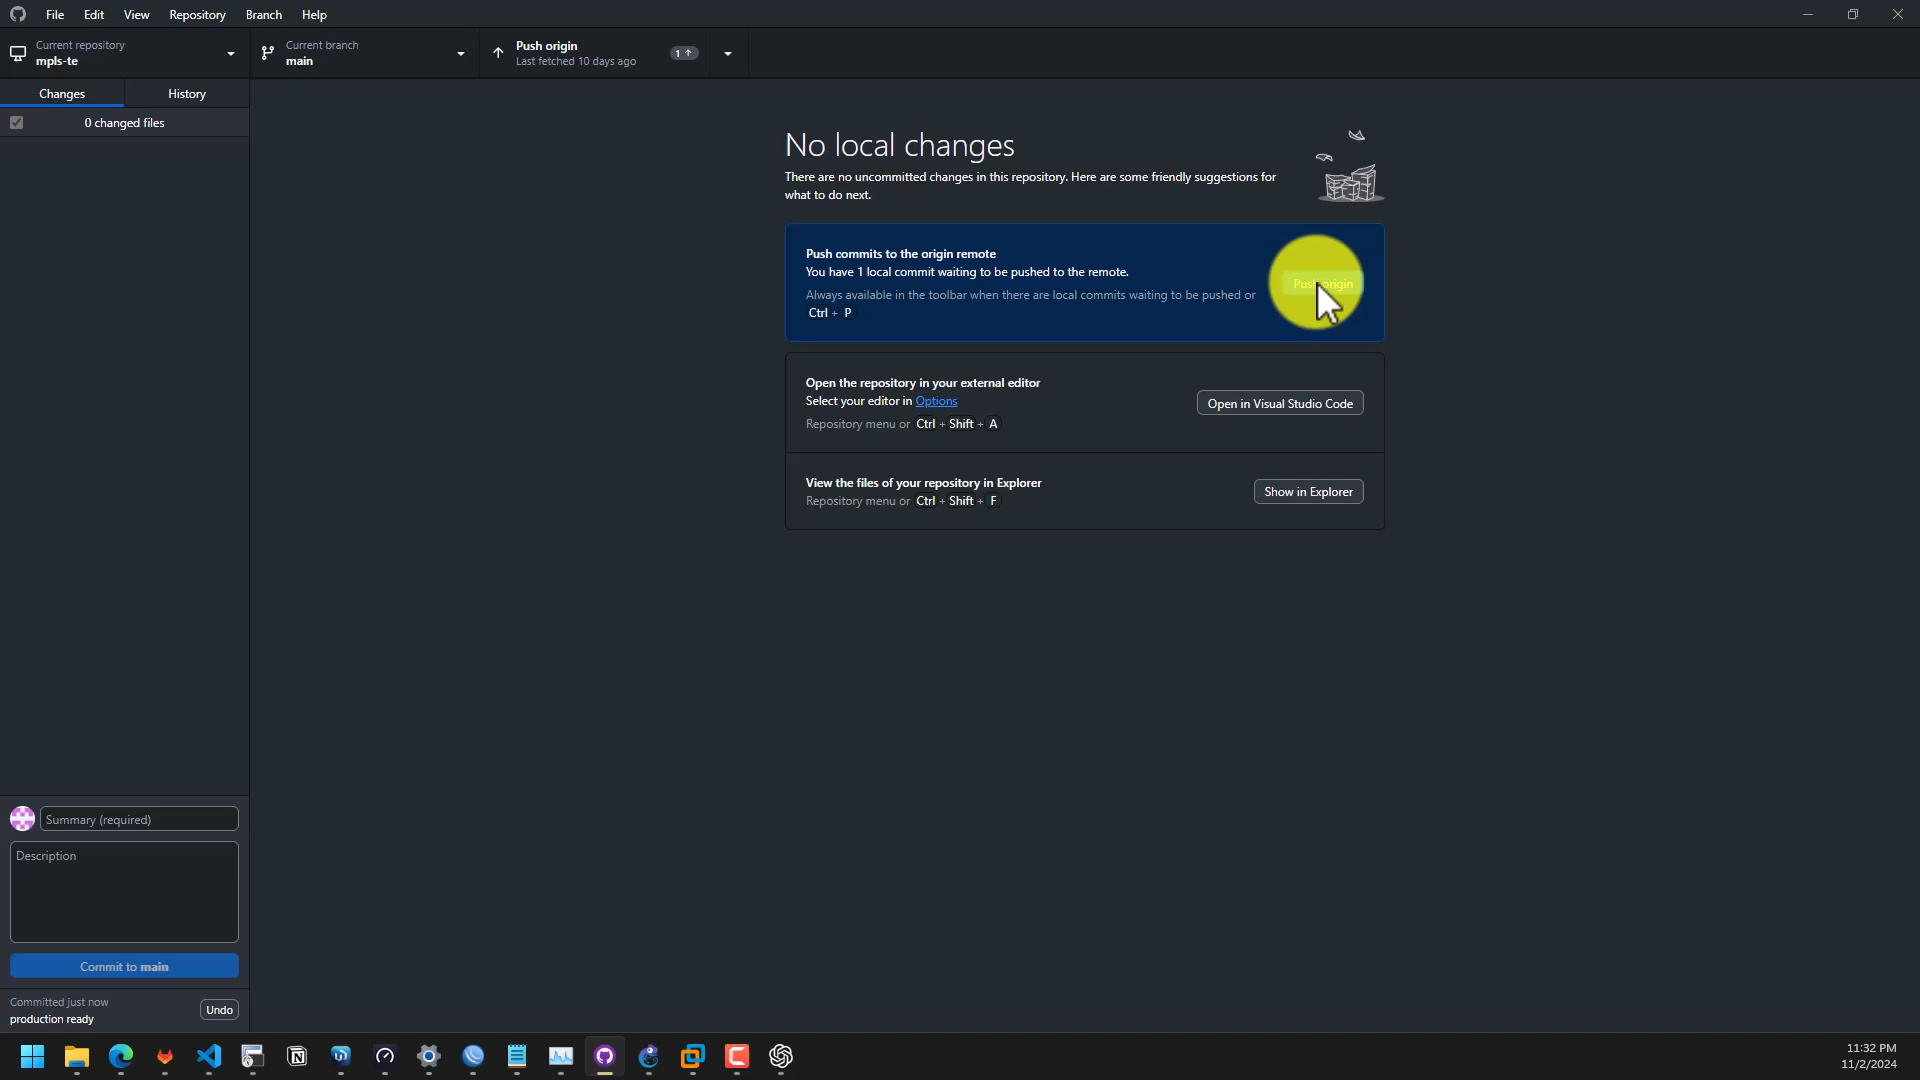 File Edit View Repository Branch Help
Current repository
mpls-te
Current branch
main
Push origin
Last fetched 10 days ago
1
Changes
History
0 changed files
No local changes
There are no uncommitted changes in this repository. Here are some friendly suggestions for
what to do next.
Push commits to the origin remote
You have 1 local commit waiting to be pushed to the remote.
Always available in the toolbar when there are local commits waiting to be pushed or
Ctrl + P
Push origin
Open the repository in your external editor
Select your editor in Options
Repository menu or Ctrl + Shift + A
Open in Visual Studio Code
View the files of your repository in Explorer
Repository menu or Ctrl + Shift + F
Show in Explorer
Summary (required)
Description
Commit to main
Committed just now
production ready
Undo
11:32 PM
11/2/2024